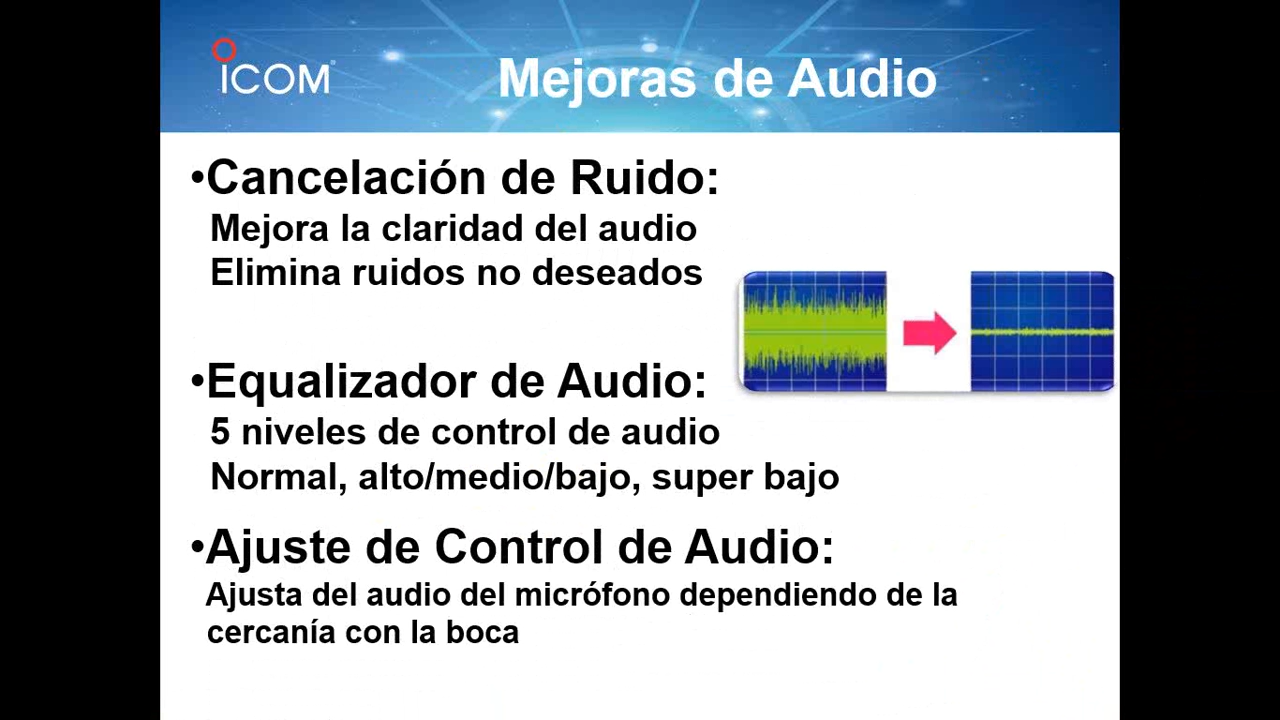 ICOM
Mejoras de Audio
•Cancelación de Ruido:
Mejora la claridad del audio
Elimina ruidos no deseados
•Equalizador de Audio:
5 niveles de control de audio
Normal, alto/medio/bajo, super bajo
•Ajuste de Control de Audio:
Ajusta del audio del micrófono dependiendo de la
cercanía con la boca